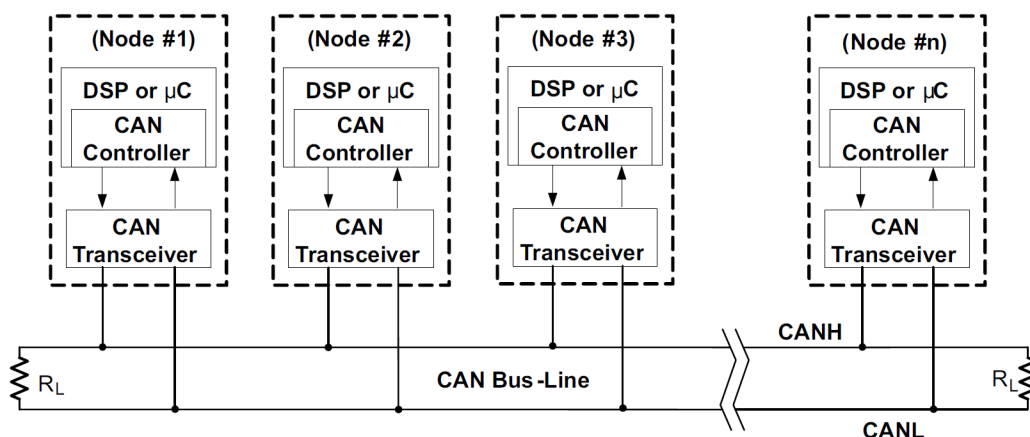 (Node #1)
DSP or µC
CAN
Controller
CAN
Transceiver
(Node #2)
DSP or µC
CAN
Controller
CAN
Transceiver
(Node #3)
DSP or µC
CAN
Controller
CAN
Transceiver
(Node #n)
DSP or µC
CAN
Controller
CAN
Transceiver
CANH
RL
CAN Bus-Line
RL
CANL